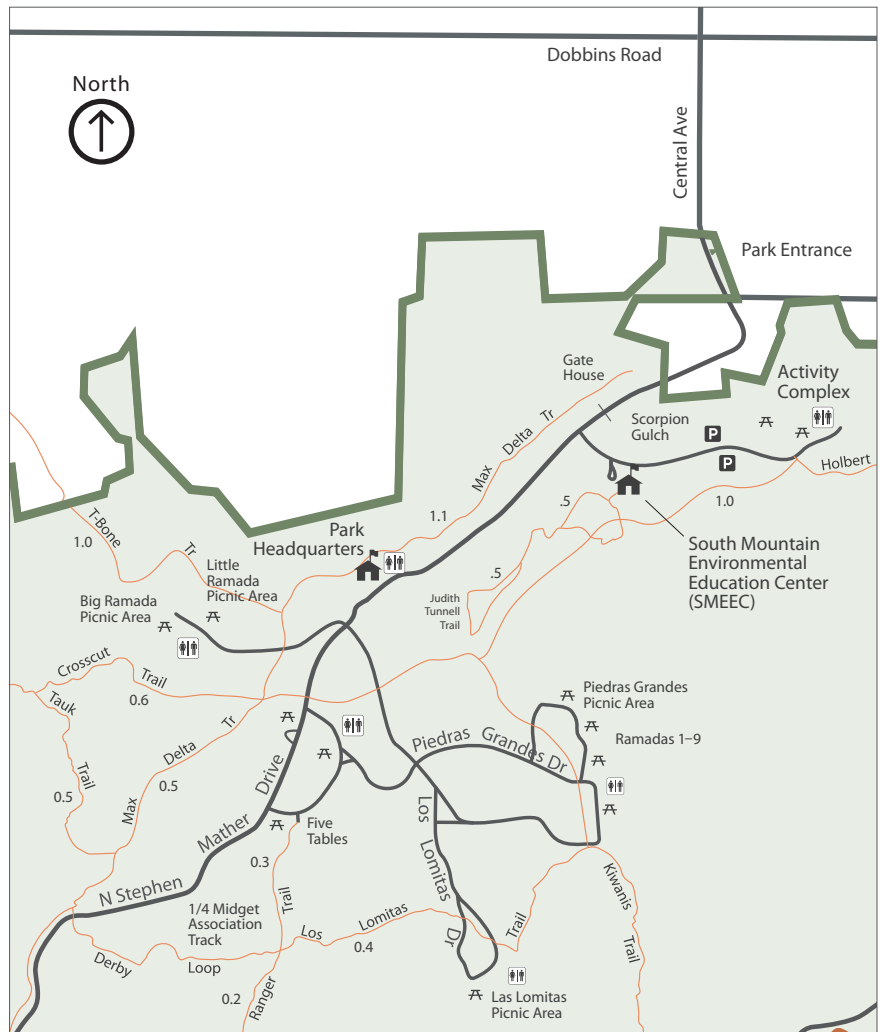 Dobbins Road
North
Central Ave
Park Entrance
Gate
House
Activity
Complex
Scorpion
Gulch
P
P
Max Delta Tr
Holbert
1.1
.5
1.0
Park
Headquarters
South Mountain
Environmental
Education Center
(SMEEC)
T-Bone Tr
1.0
Little
Ramada
Picnic Area
.5
Judith
Tunnell
Trail
Big Ramada
Picnic Area
Crosscut Trail
0.6
Tauk Trail
0.5
Piedras Grandes
Picnic Area
Ramadas 1–9
Piedras Grandes Dr
Max Delta Tr
0.5
N Stephen Mather Drive
Five
Tables
Los Lomitas Dr
0.3
Ranger Trail
0.2
1/4 Midget
Association
Track
Los Lomitas Trail
0.4
Kiwanis Trail
Derby Loop
Las Lomitas
Picnic Area